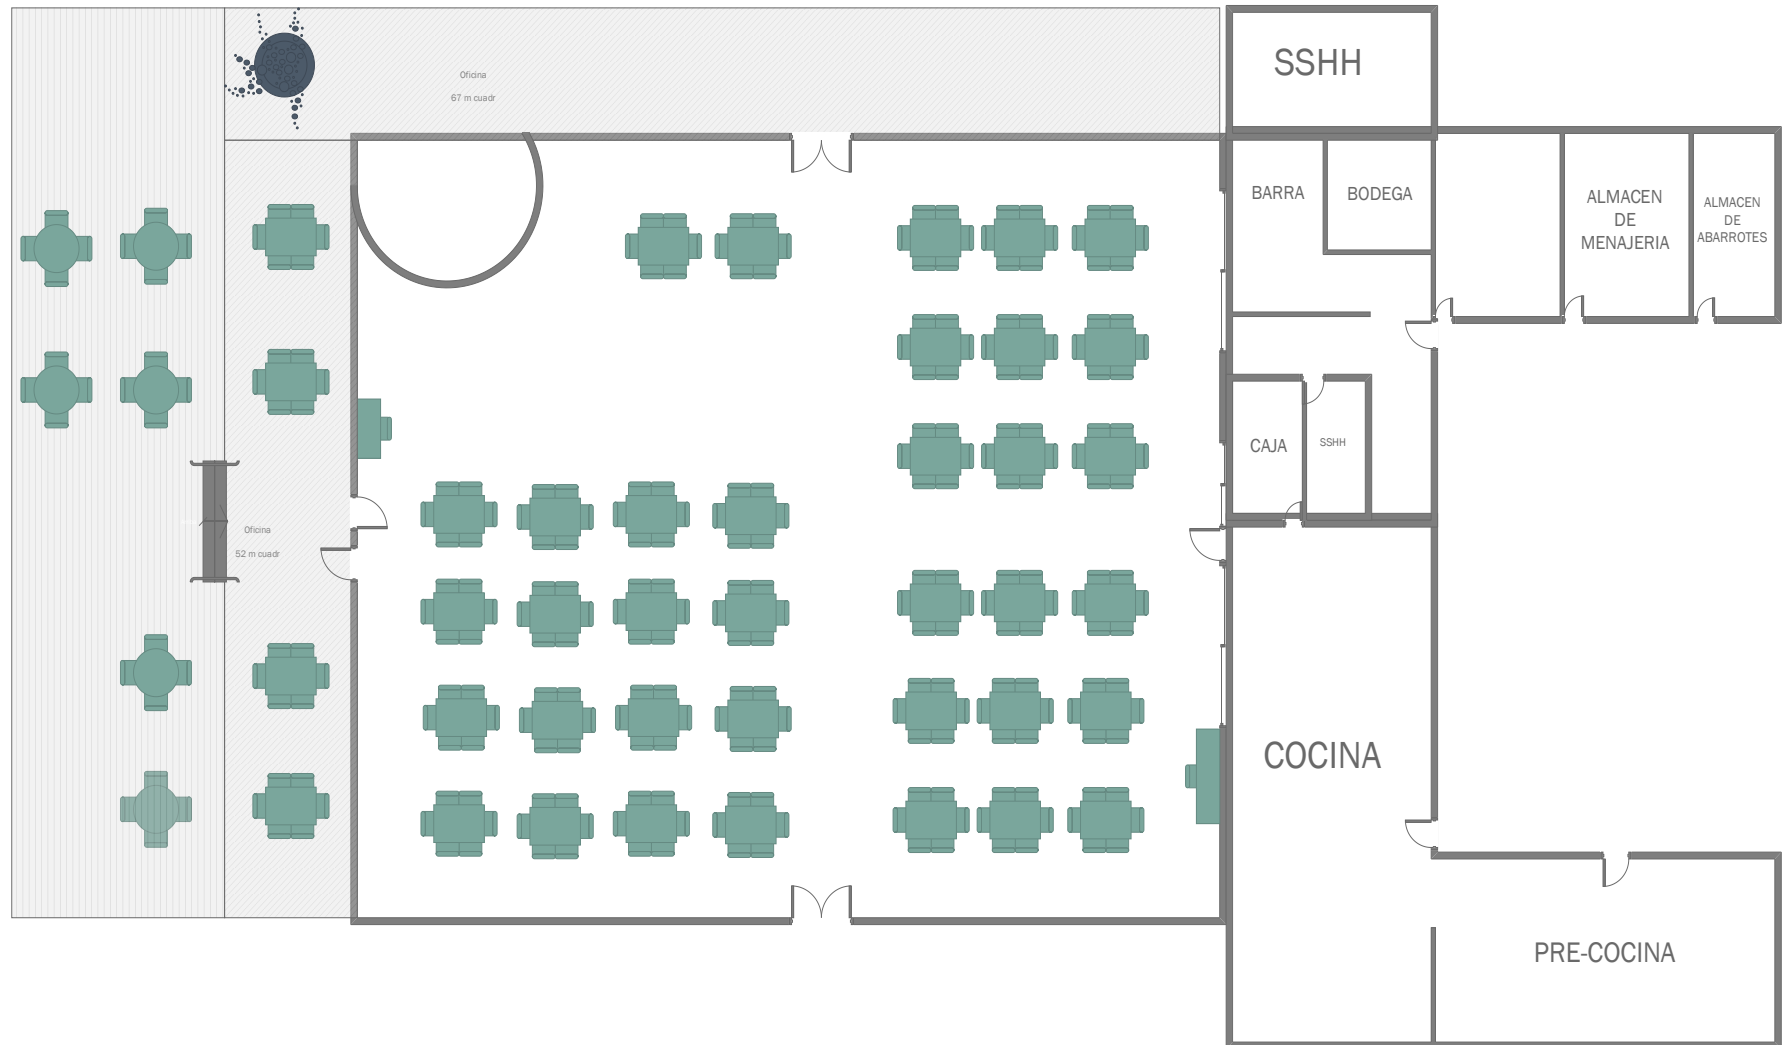 SSHH
Oficina
67 m cuadr
BARRA
BODEGA
ALMACEN
DE
MENAJERIA
ALMACEN
DE
ABARROTES
CAJA
SSHH
Oficina
52 m cuadr
COCINA
PRE-COCINA